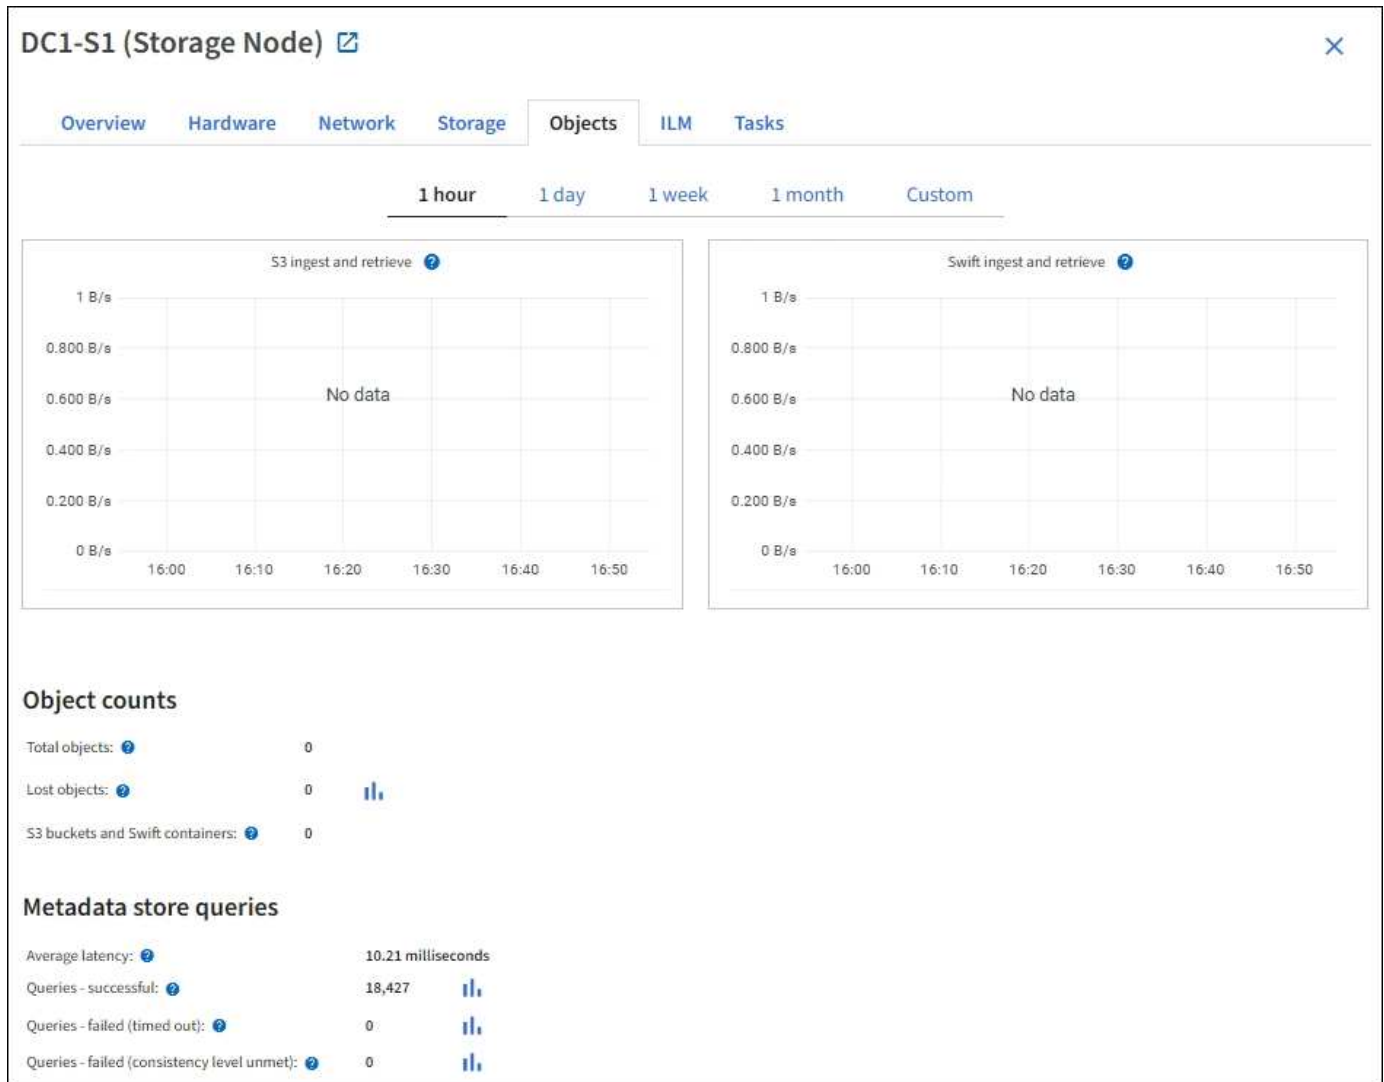 DC1-S1 (Storage Node)
Overview Hardware Network Storage Objects ILM Tasks
1 hour 1 day 1 week 1 month Custom
S3 ingest and retrieve
1 B/s
0.800 B/s
0.600 B/s
0.400 B/s
0.200 B/s
0 B/s
No data
16:00 16:10 16:20 16:30 16:40 16:50
Swift ingest and retrieve
1 B/s
0.800 B/s
0.600 B/s
0.400 B/s
0.200 B/s
0 B/s
No data
16:00 16:10 16:20 16:30 16:40 16:50
Object counts
Total objects: 0
Lost objects: 0
S3 buckets and Swift containers: 0
Metadata store queries
Average latency: 10.21 milliseconds
Queries - successful: 18,427
Queries - failed (timed out): 0
Queries - failed (consistency level unmet): 0